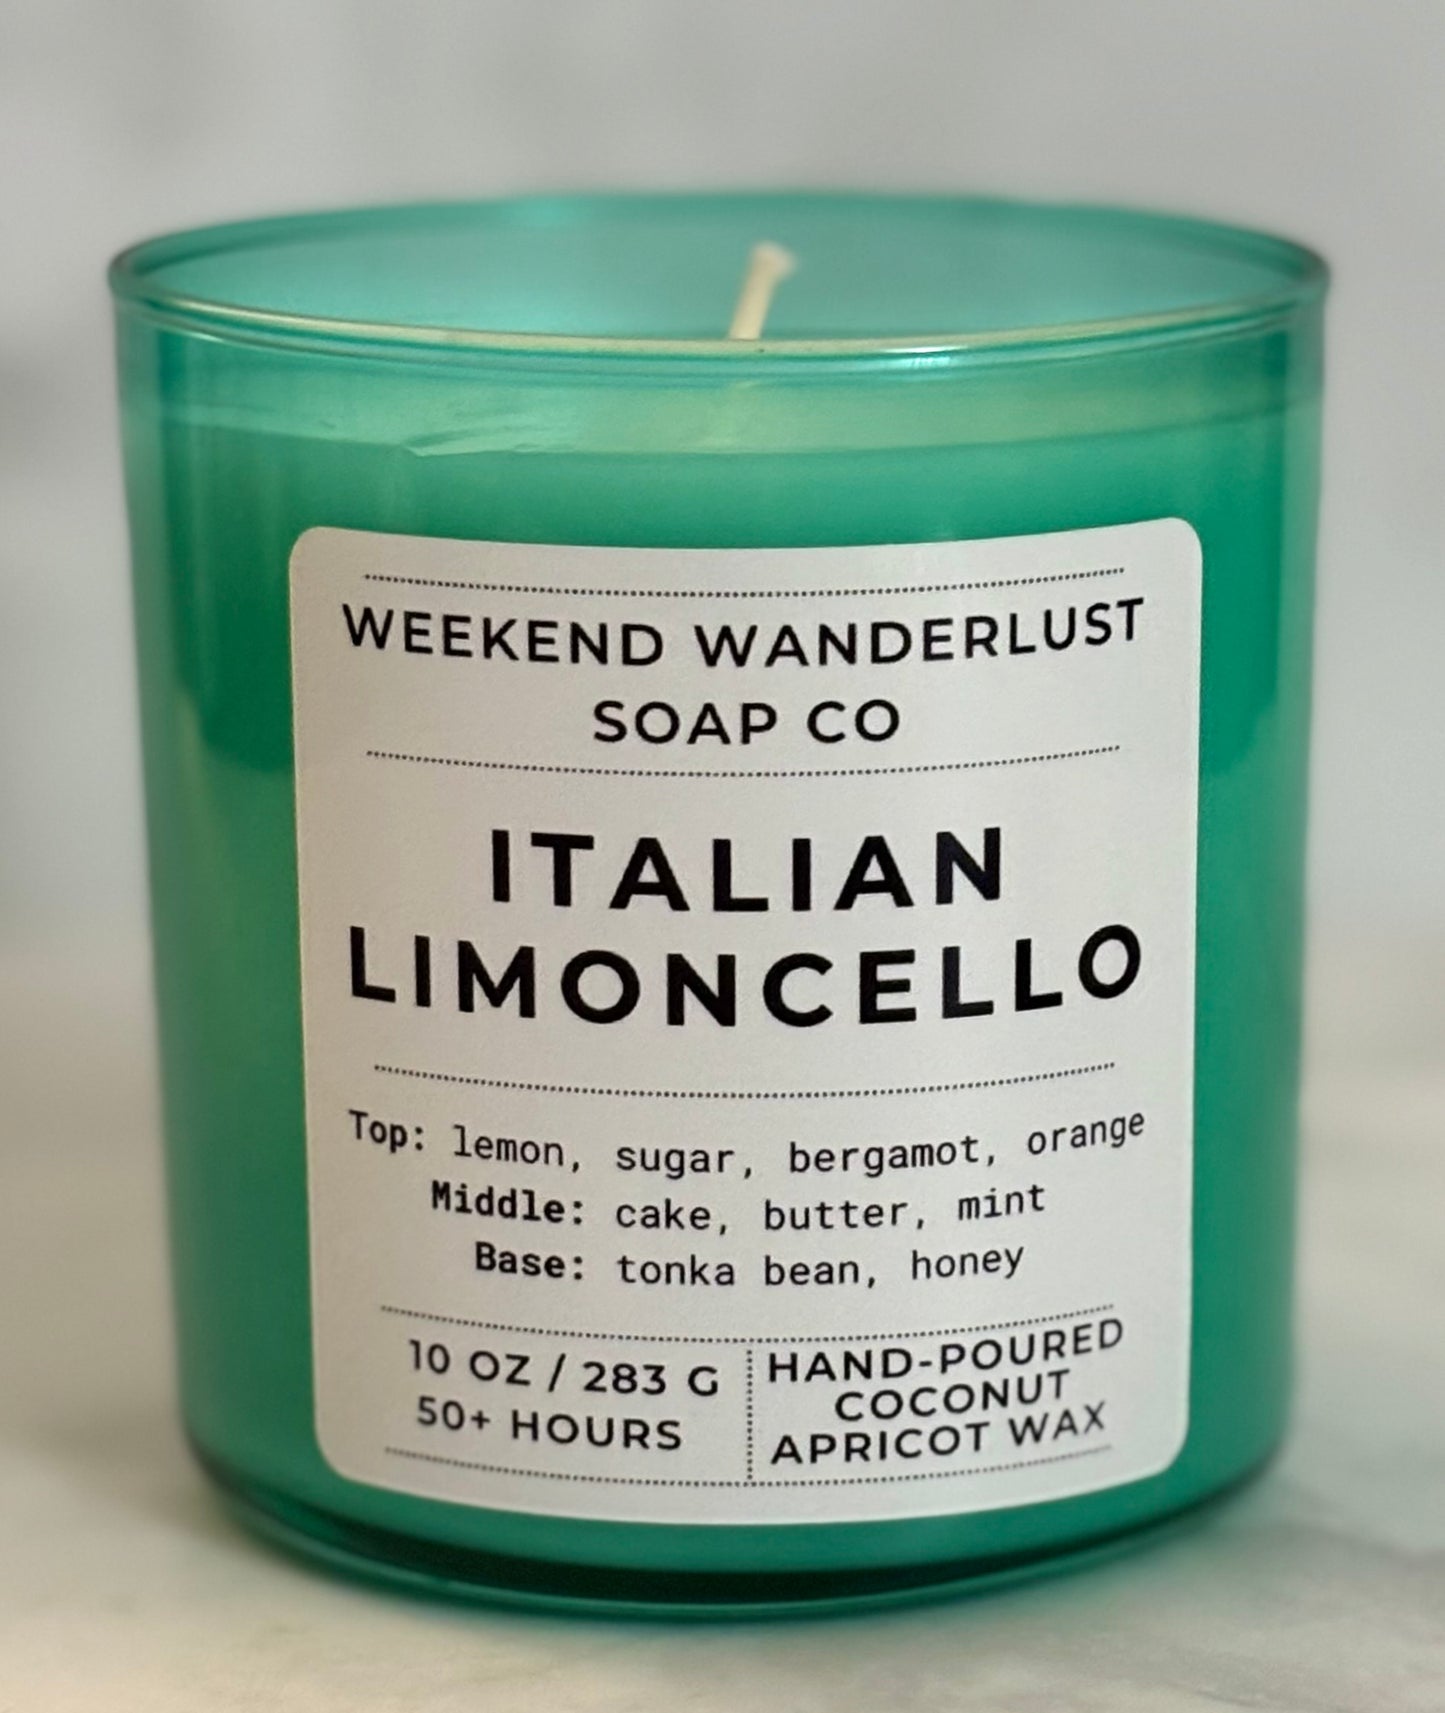 WEEKEND WANDERLUST
SOAP CO
ITALIAN
LIMONCELLO
Top: lemon, sugar, bergamot, orange
Middle: cake, butter, mint
Base: tonka bean, honey
10 OZ / 283 G
50+ HOURS
HAND-POURED
COCONUT
APRICOT WAX